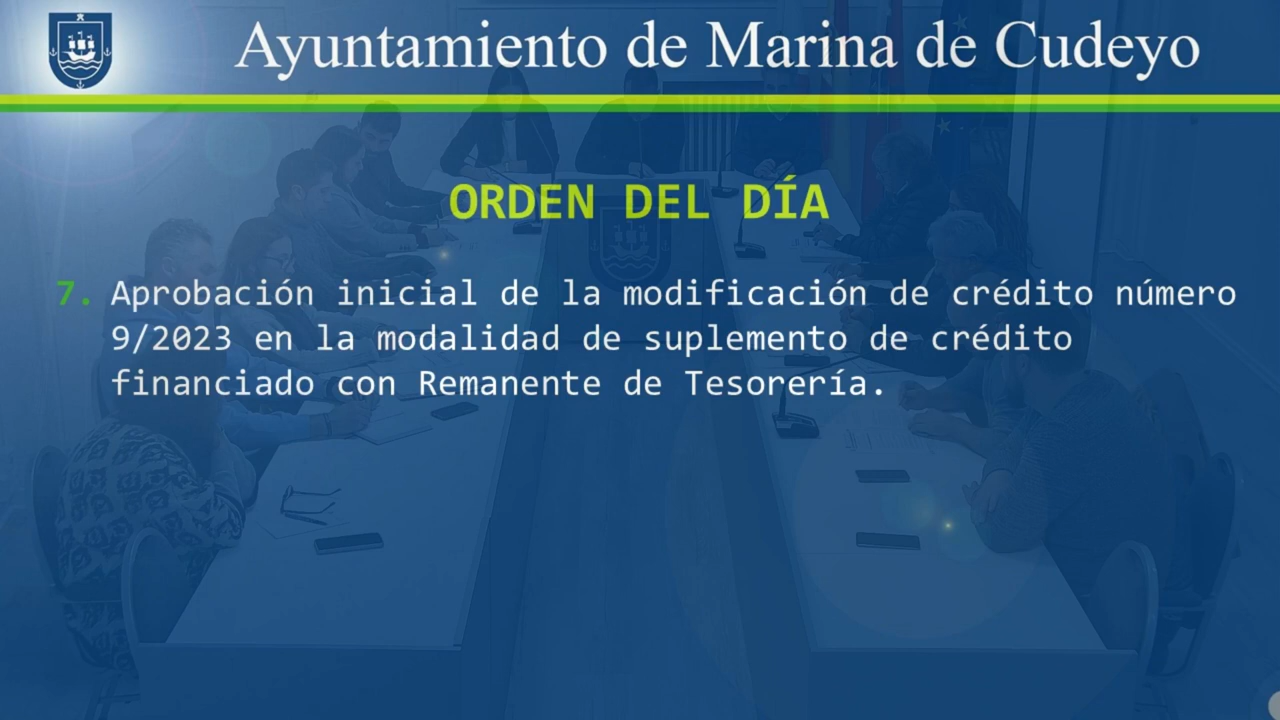 Ayuntamiento de Marina de Cudeyo
ORDEN DEL DÍA
7. Aprobación inicial de la modificación de crédito número
9/2023 en la modalidad de suplemento de crédito
financiado con Remanente de Tesorería.